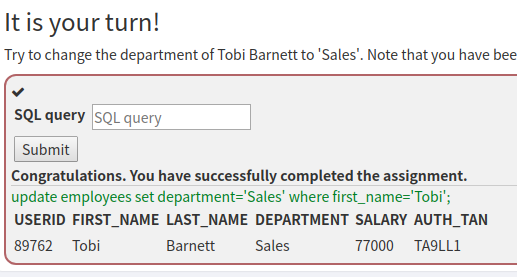 It is your turn!
Try to change the department of Tobi Barnett to 'Sales'. Note that you have bee
SQL query SQL query
Submit
Congratulations. You have successfully completed the assignment.
update employees set department='Sales' where first_name='Tobi';
USERID FIRST_NAME LAST_NAME DEPARTMENT SALARY AUTH_TAN
89762 Tobi Barnett Sales 77000 TA9LL1